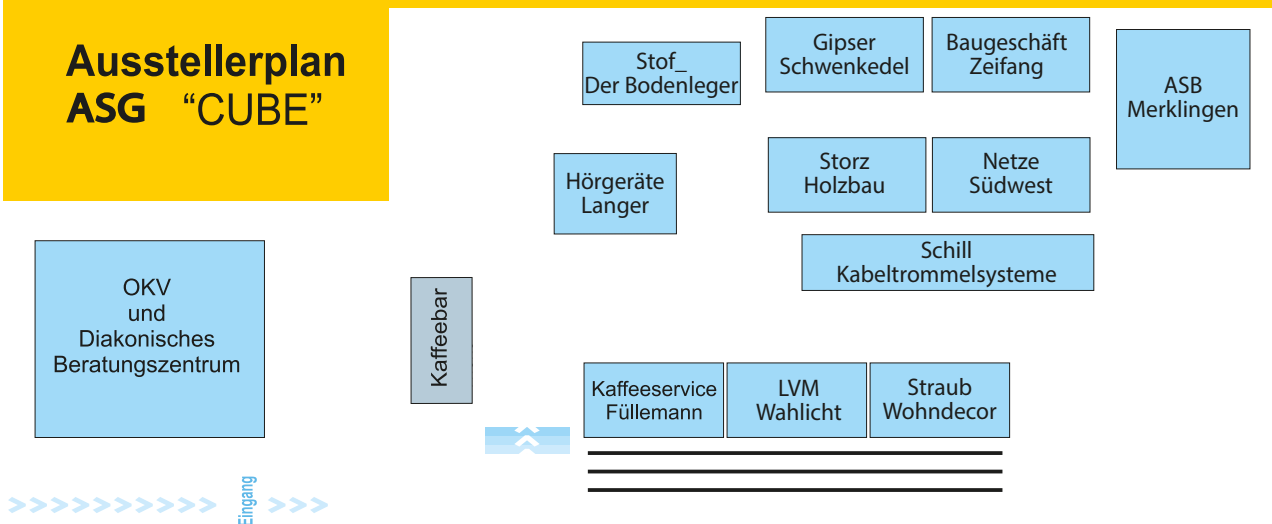 Ausstellerplan
ASG “CUBE”
Stof_
Der Bodenleger
Gipser
Schwenkedel
Baugeschäft
Zeifang
ASB
Merklingen
Hörgeräte
Langer
Storz
Holzbau
Netze
Südwest
Schill
Kabeltrommelsysteme
OKV
und
Diakonisches
Beratungszentrum
Kaffeebar
Kaffeeservice
Füllemann
LVM
Wahlicht
Straub
Wohndecor
Eingang